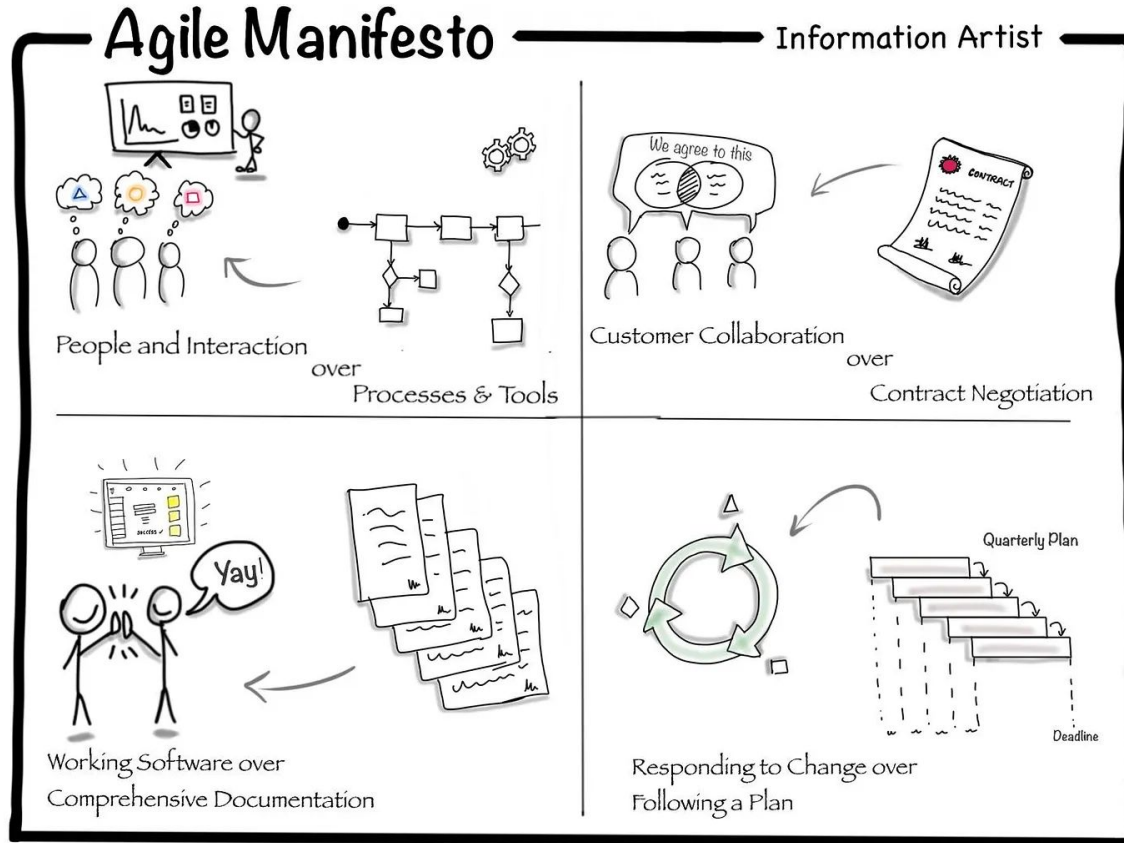 Agile Manifesto
Information Artist
People and Interaction
over
Processes & Tools
We agree to this
CONTRACT
Customer Collaboration
over
Contract Negotiation
SUCCESS ✓
Yay!
Working Software over
Comprehensive Documentation
Quarterly Plan
Deadline
Responding to Change over
Following a Plan